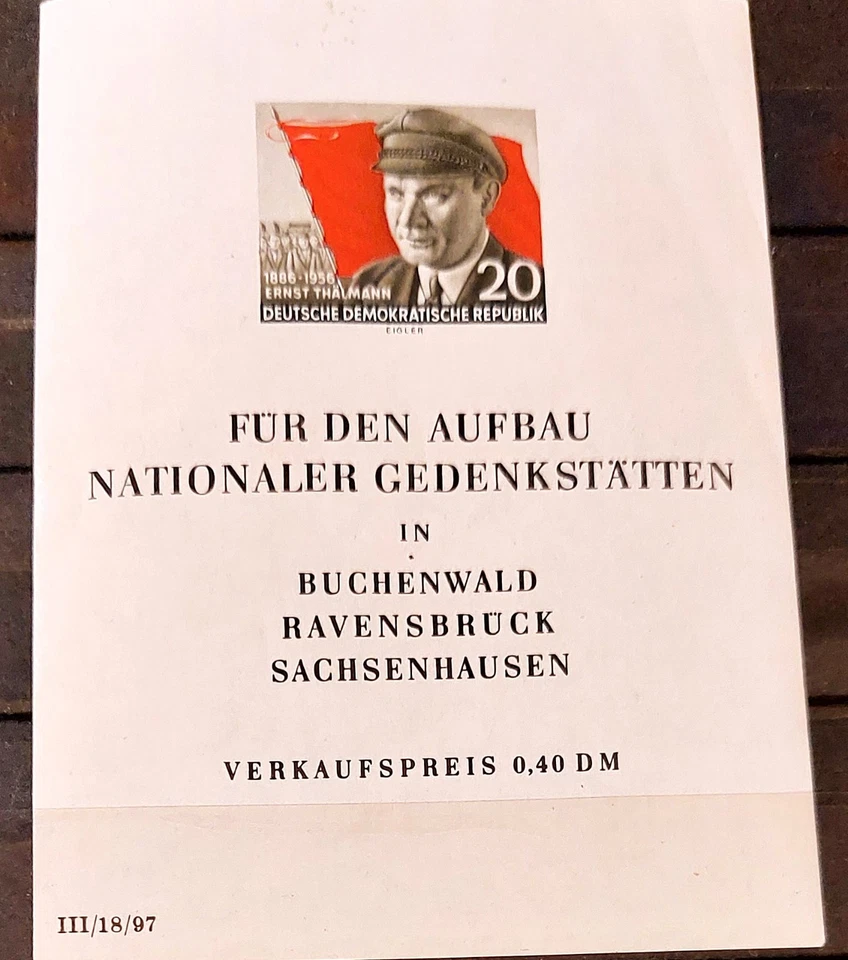 1886-1956
ERNST THÄLMANN
20
DEUTSCHE DEMOKRATISCHE REPUBLIK
EIGLER
FÜR DEN AUFBAU
NATIONALER GEDENKSTÄTTEN
IN
BUCHENWALD
RAVENSBRÜCK
SACHSENHAUSEN
VERKAUFSPREIS 0,40 DM
III/18/97